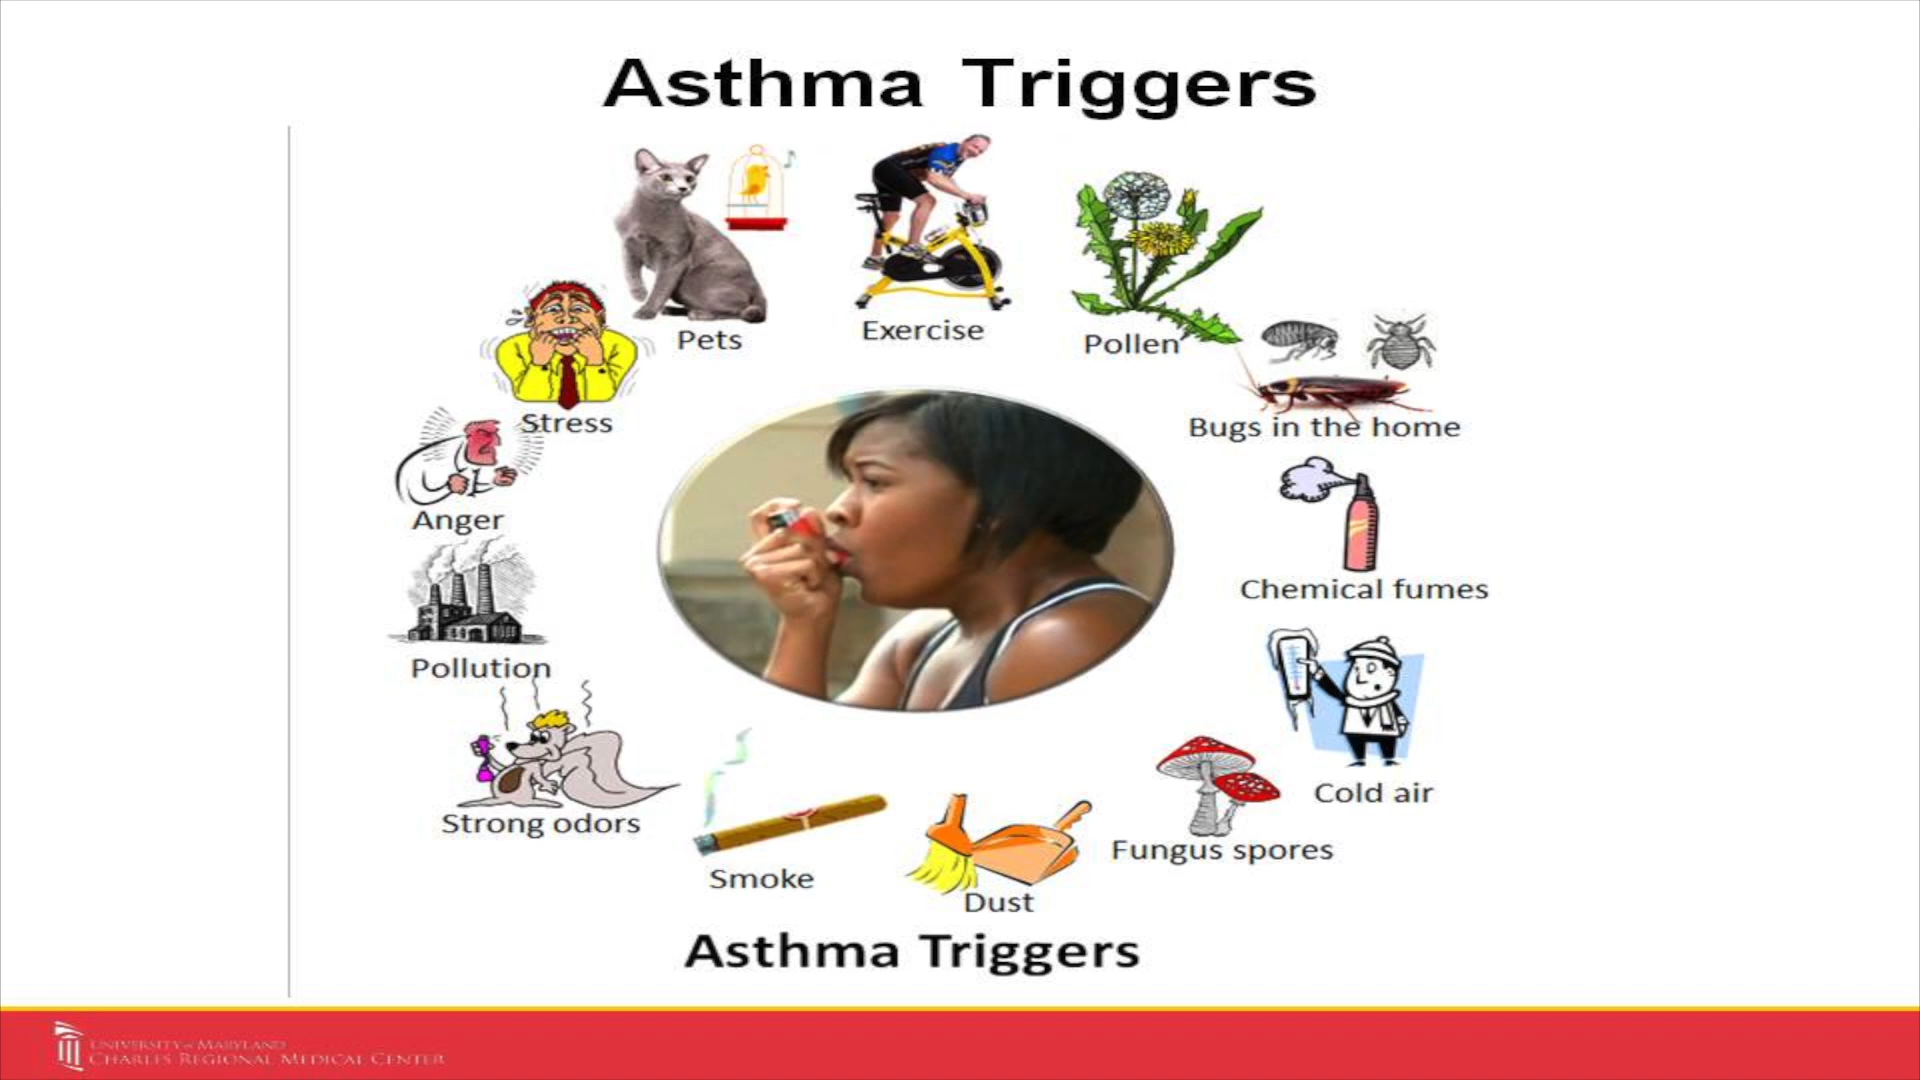 Asthma Triggers
Pets
Exercise
Pollen
Stress
Bugs in the home
Anger
Chemical fumes
Pollution
Cold air
Strong odors
Fungus spores
Smoke
Dust
Asthma Triggers
UNIVERSITY of MARYLAND
CHARLES REGIONAL MEDICAL CENTER